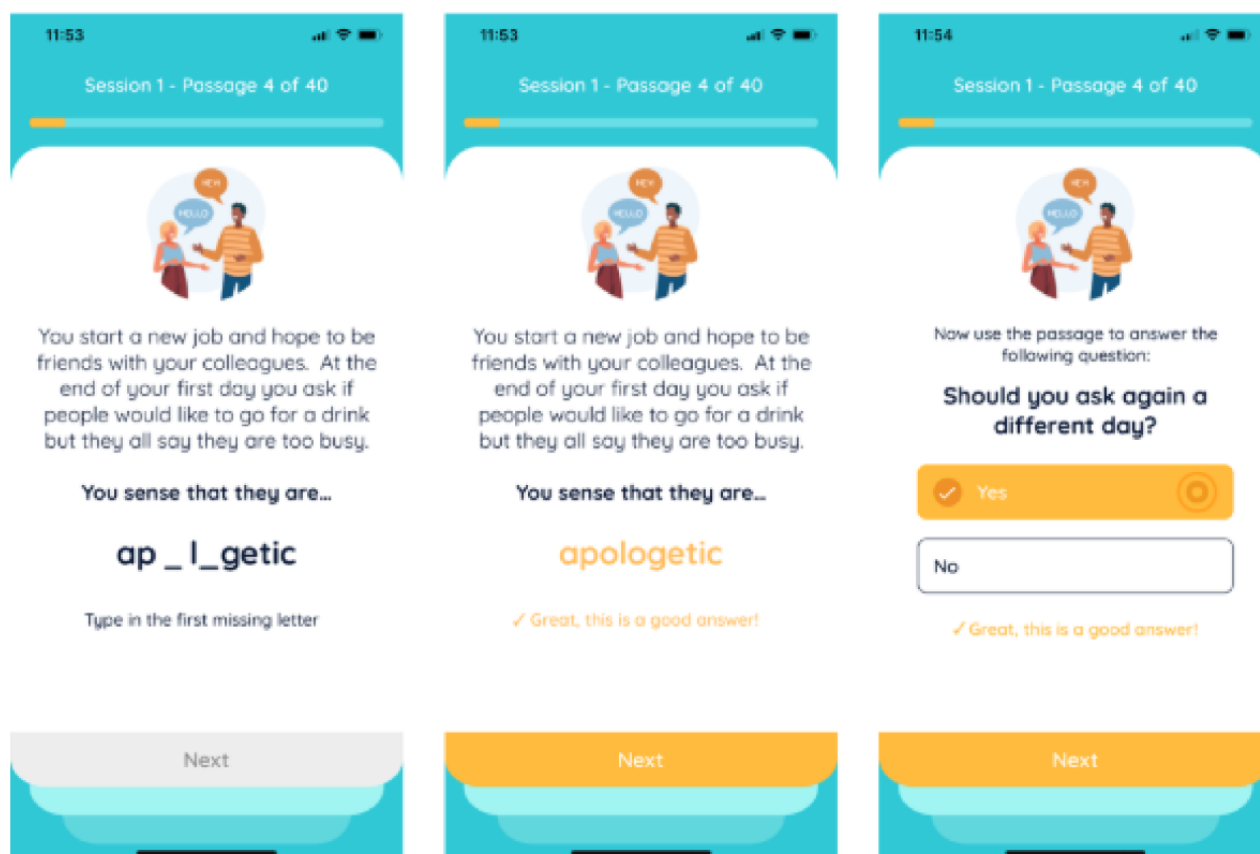 11:53
Session 1 - Passage 4 of 40
HEY!
HELLO
You start a new job and hope to be
friends with your colleagues. At the
end of your first day you ask if
people would like to go for a drink
but they all say they are too busy.
You sense that they are...
ap _ l_getic
Type in the first missing letter
Next
11:53
Session 1 - Passage 4 of 40
HEY!
HELLO
You start a new job and hope to be
friends with your colleagues. At the
end of your first day you ask if
people would like to go for a drink
but they all say they are too busy.
You sense that they are...
apologetic
✓ Great, this is a good answer!
Next
11:54
Session 1 - Passage 4 of 40
HEY!
HELLO
Now use the passage to answer the
following question:
Should you ask again a
different day?
Yes
No
✓ Great, this is a good answer!
Next